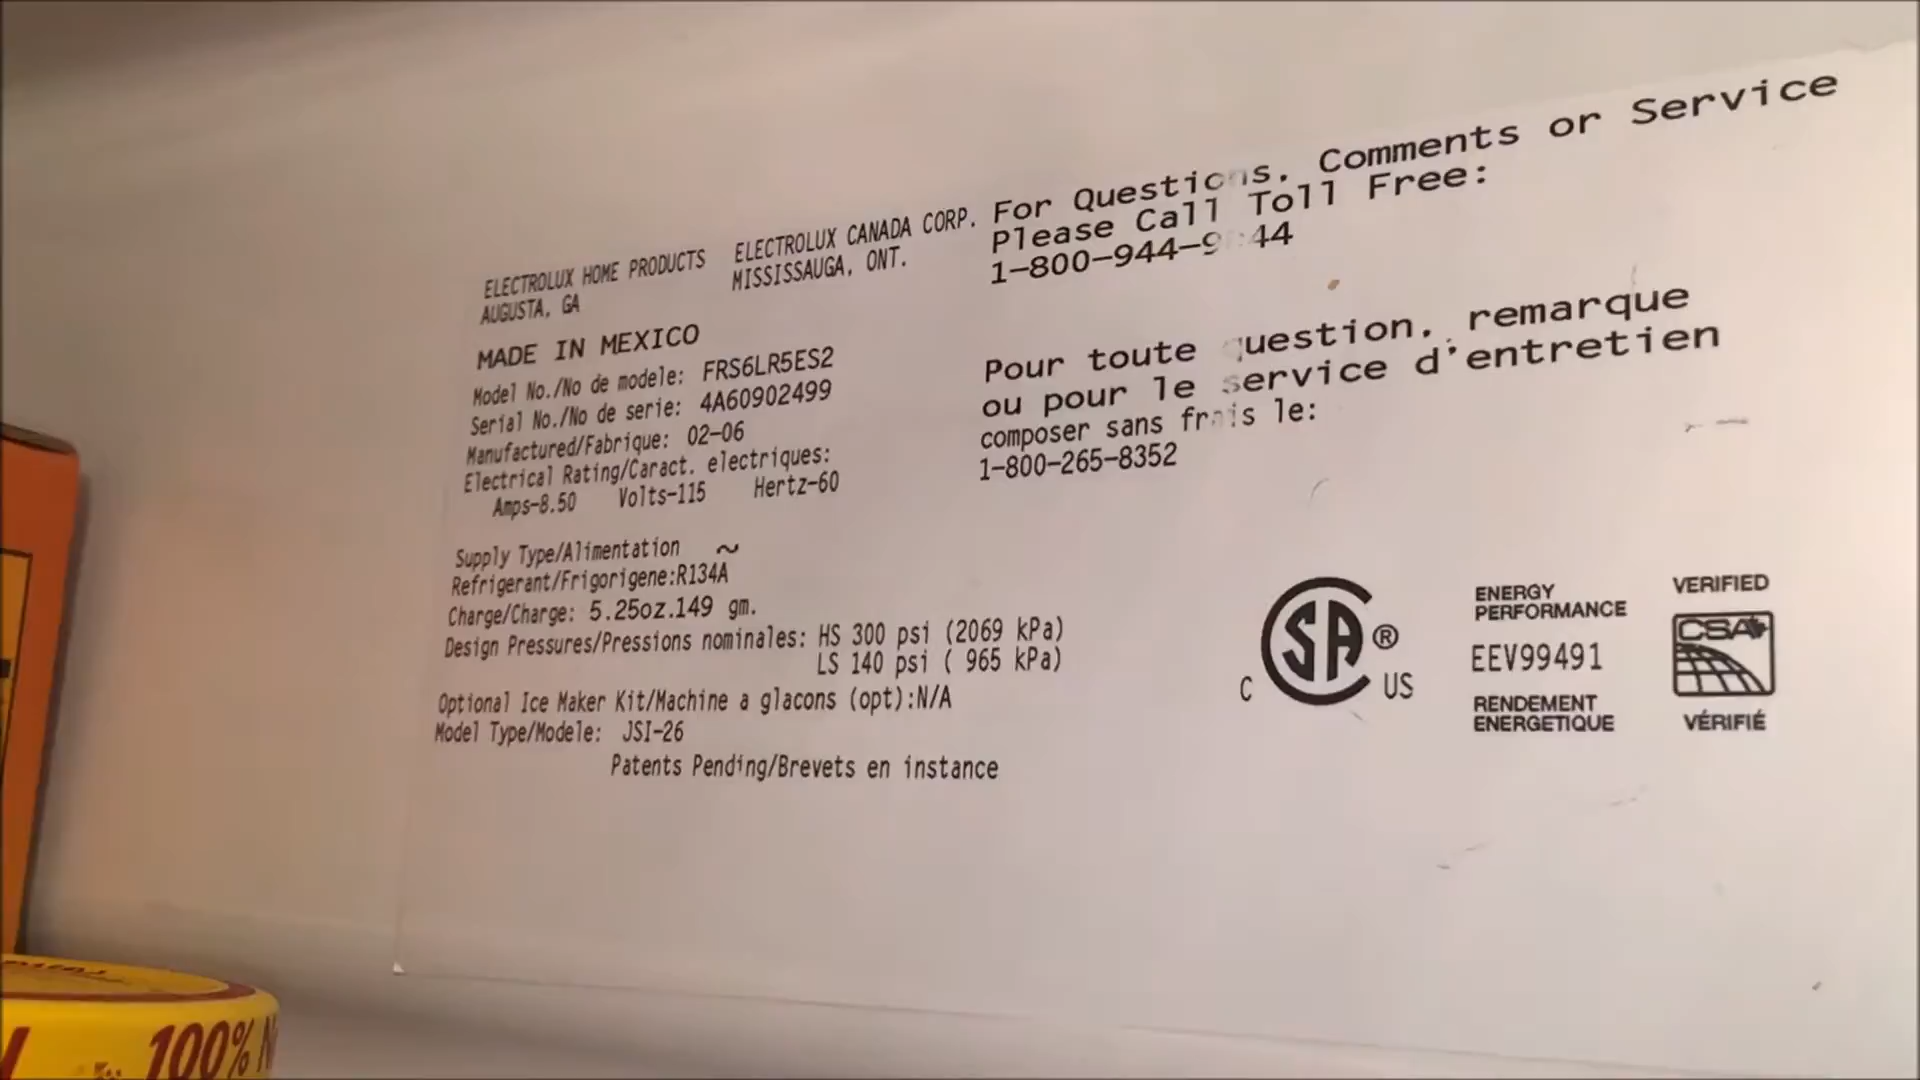 ELECTROLUX HOME PRODUCTS
AUGUSTA, GA
ELECTROLUX CANADA CORP.
MISSISSAUGA, ONT.
MADE IN MEXICO
Model No./No de modele: FRS6LR5ES2
Serial No./No de serie: 4A60902499
Manufactured/Fabrique: 02-06
Electrical Rating/Caract. electriques:
Amps-8.50 Volts-115 Hertz-60
Supply Type/Alimentation ~
Refrigerant/Frigorigene:R134A
Charge/Charge: 5.25oz.149 gm.
Design Pressures/Pressions nominales: HS 300 psi (2069 kPa)
LS 140 psi ( 965 kPa)
Optional Ice Maker Kit/Machine a glacons (opt):N/A
Model Type/Modele: JSI-26
Patents Pending/Brevets en instance
For Questions, Comments or Service
Please Call Toll Free:
Pour toute question, remarque
ou pour le service d'entretien
composer sans frais le:
1-800-265-8352
C SA ® US
ENERGY
PERFORMANCE
EEV99491
RENDEMENT
ENERGETIQUE
VERIFIED
CSA
VÉRIFIÉ
100%